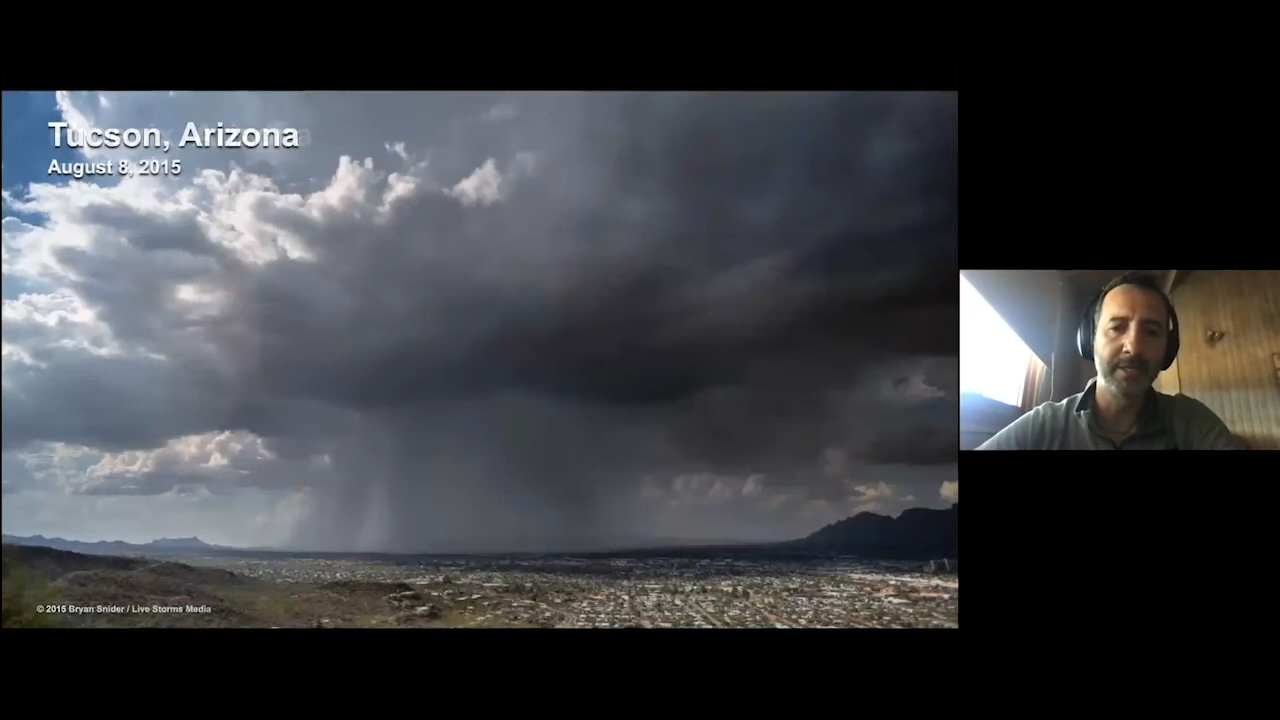 Tucson, Arizona
August 8, 2015
© 2015 Bryan Snider / Live Storms Media